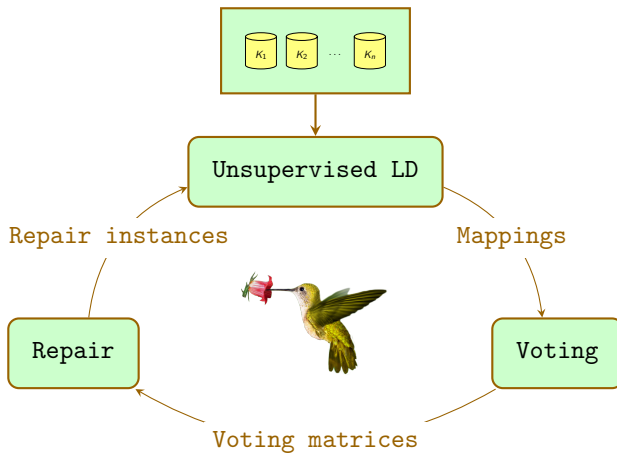 K1 K2 ... Kn
Unsupervised LD
Repair instances Mappings
Repair Voting
Voting matrices